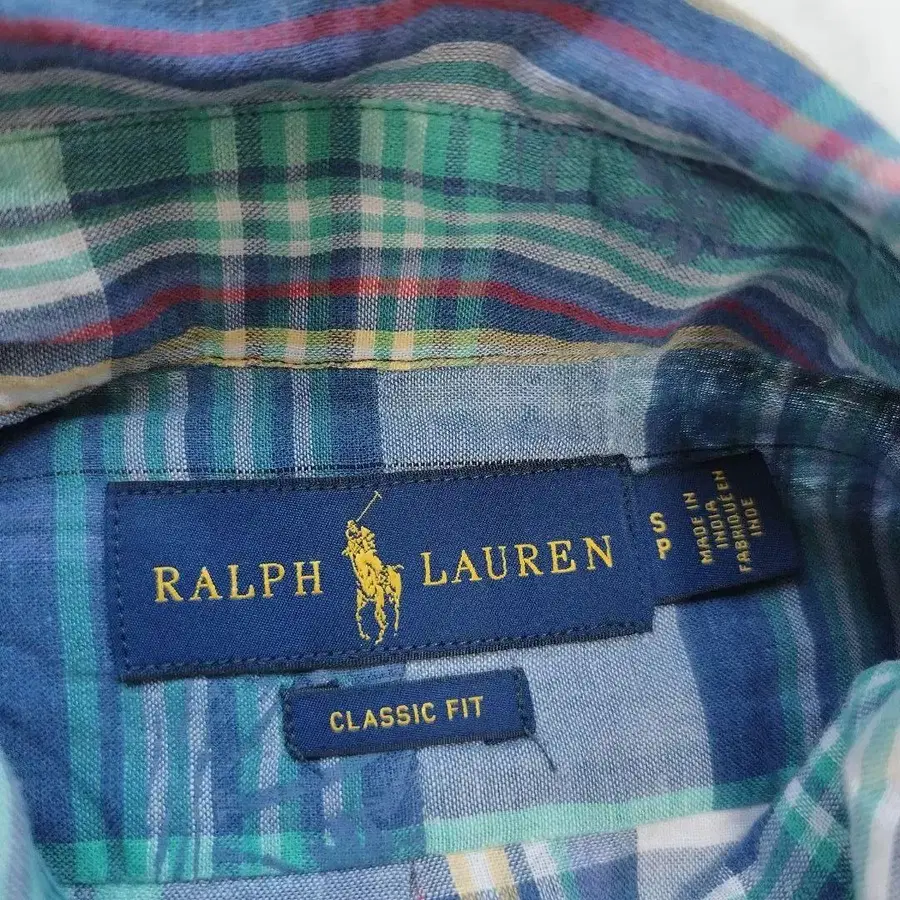 RALPH LAUREN
S
P
MADE IN
INDIA
FABRIQUÉ EN
INDE
CLASSIC FIT